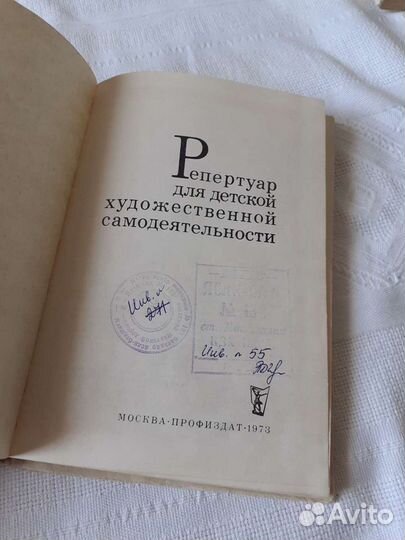 Репертуар
для детской
художественной
самодеятельности
Инв. №
Инв. № 55
МОСКВА·ПРОФИЗДАТ·1973
Avito